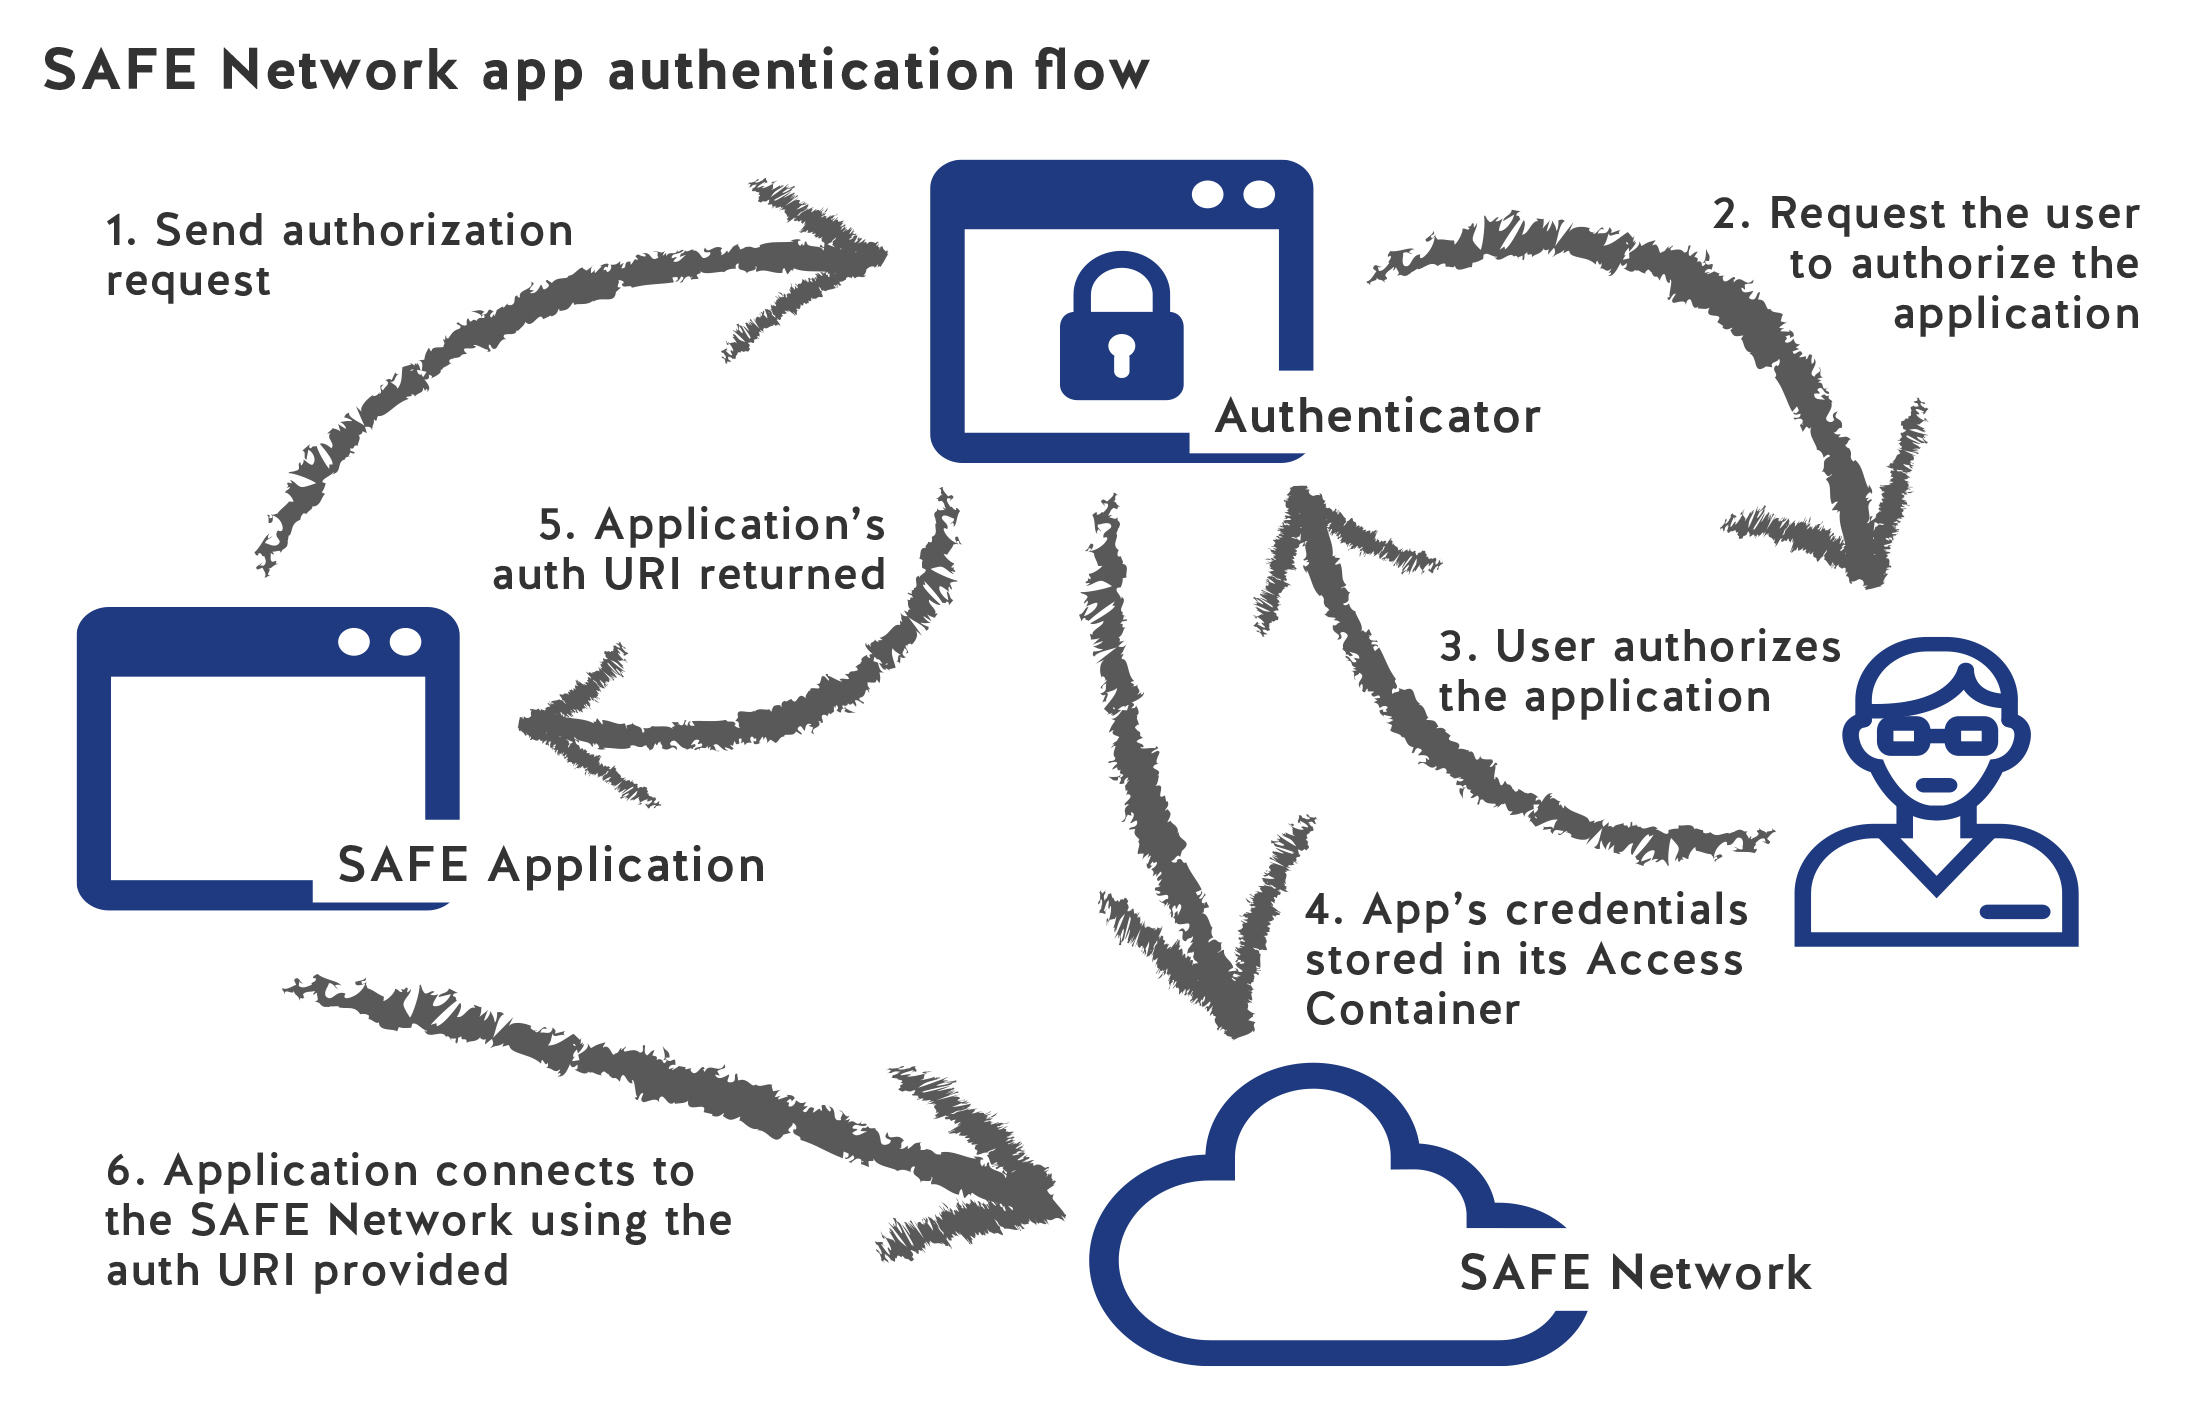 SAFE Network app authentication flow
1. Send authorization
request
2. Request the user
to authorize the
application
Authenticator
5. Application’s
auth URI returned
3. User authorizes
the application
SAFE Application
4. App’s credentials
stored in its Access
Container
6. Application connects to
the SAFE Network using the
auth URI provided
SAFE Network